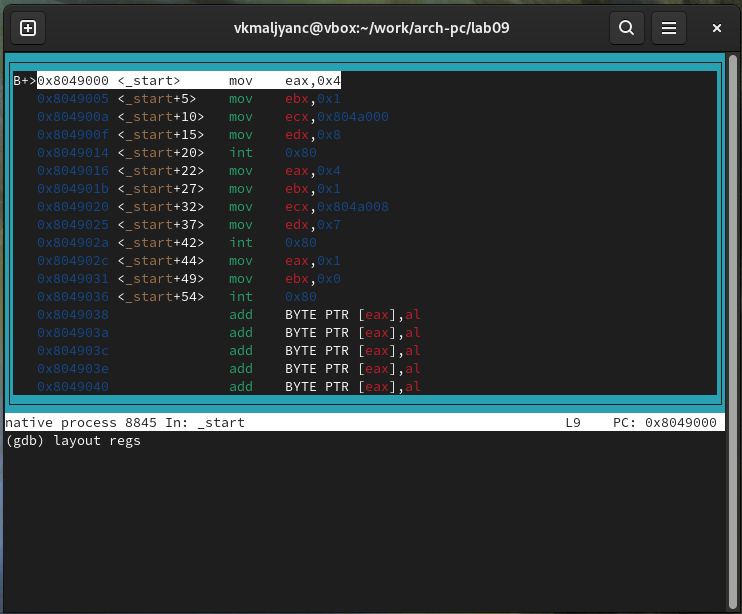 vkmaljyanc@vbox:~/work/arch-pc/lab09
B+>0x8049000 <_start> mov eax,0x4
0x8049005 <_start+5> mov ebx,0x1
0x804900a <_start+10> mov ecx,0x804a000
0x804900f <_start+15> mov edx,0x8
0x8049014 <_start+20> int 0x80
0x8049016 <_start+22> mov eax,0x4
0x804901b <_start+27> mov ebx,0x1
0x8049020 <_start+32> mov ecx,0x804a008
0x8049025 <_start+37> mov edx,0x7
0x804902a <_start+42> int 0x80
0x804902c <_start+44> mov eax,0x1
0x8049031 <_start+49> mov ebx,0x0
0x8049036 <_start+54> int 0x80
0x8049038 add BYTE PTR [eax],al
0x804903a add BYTE PTR [eax],al
0x804903c add BYTE PTR [eax],al
0x804903e add BYTE PTR [eax],al
0x8049040 add BYTE PTR [eax],al
native process 8845 In: _start L9 PC: 0x8049000
(gdb) layout regs